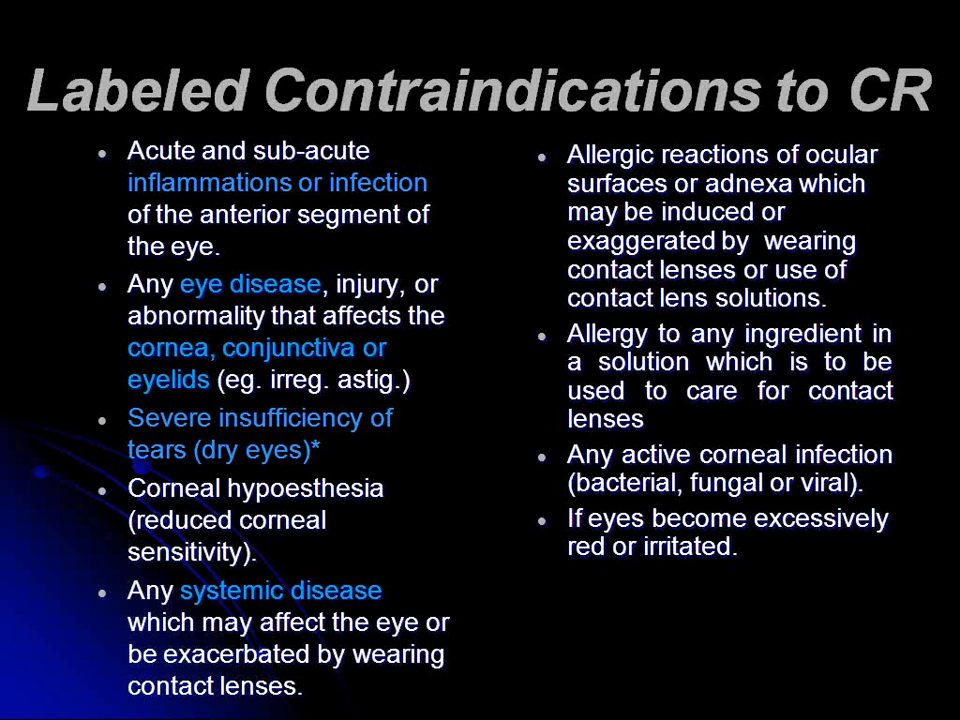 Labeled Contraindications to CR
Acute and sub-acute
inflammations or infection
of the anterior segment of
the eye.
Any eye disease, injury, or
abnormality that affects the
cornea, conjunctiva or
eyelids (eg. irreg. astig.)
Severe insufficiency of
tears (dry eyes)*
Corneal hypoesthesia
(reduced corneal
sensitivity).
Any systemic disease
which may affect the eye or
be exacerbated by wearing
contact lenses.
Allergic reactions of ocular
surfaces or adnexa which
may be induced or
exaggerated by wearing
contact lenses or use of
contact lens solutions.
Allergy to any ingredient in
a solution which is to be
used to care for contact
lenses
Any active corneal infection
(bacterial, fungal or viral).
If eyes become excessively
red or irritated.